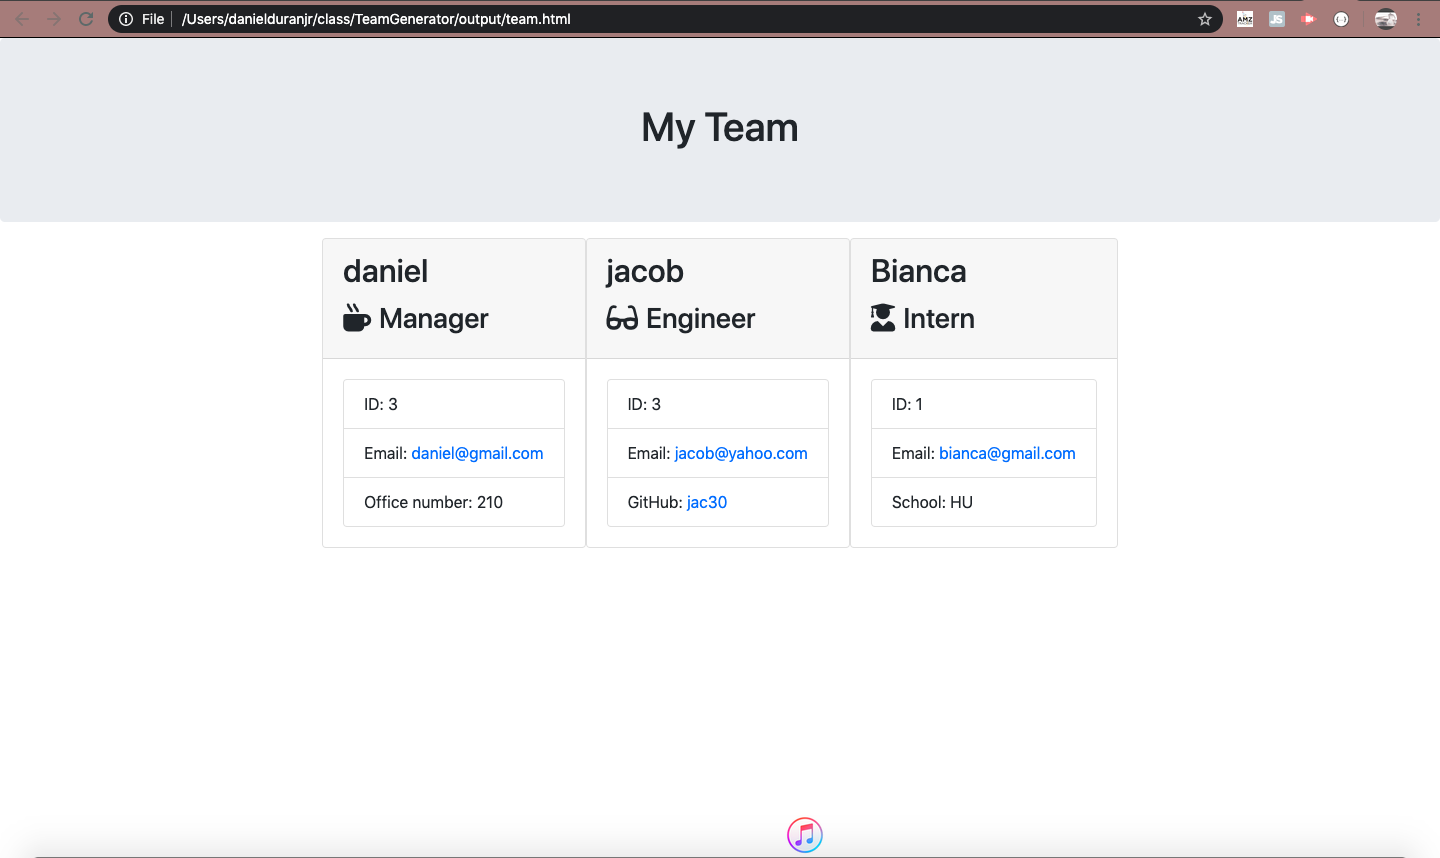 File /Users/danielduranjr/class/TeamGenerator/output/team.html
AMZ
JS
My Team
daniel
Manager
ID: 3
Email: daniel@gmail.com
Office number: 210
jacob
Engineer
ID: 3
Email: jacob@yahoo.com
GitHub: jac30
Bianca
Intern
ID: 1
Email: bianca@gmail.com
School: HU